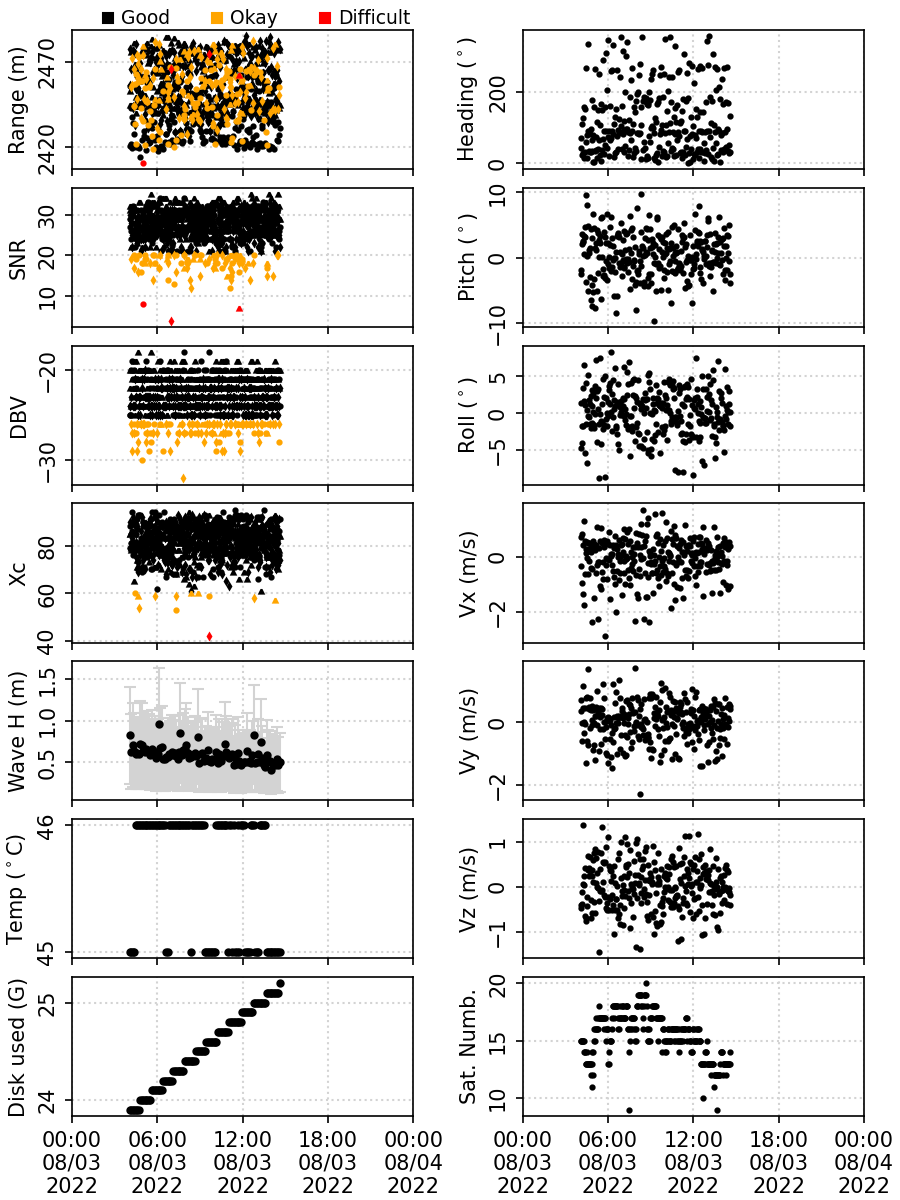 Good Okay Difficult
Range (m)
2470
2420
Heading (°)
200
0
SNR
30
20
10
Pitch (°)
10
0
−10
DBV
−20
−30
Roll (°)
5
0
−5
Xc
80
60
40
Vx (m/s)
0
−2
Wave H (m)
1.5
1.0
0.5
Vy (m/s)
0
−2
Temp (°C)
46
45
Vz (m/s)
1
0
−1
Disk used (G)
25
24
Sat. Numb.
20
15
10
00:00 06:00 12:00 18:00 00:00 00:00 06:00 12:00 18:00 00:00
08/03 08/03 08/03 08/03 08/04 08/03 08/03 08/03 08/03 08/04
2022 2022 2022 2022 2022 2022 2022 2022 2022 2022